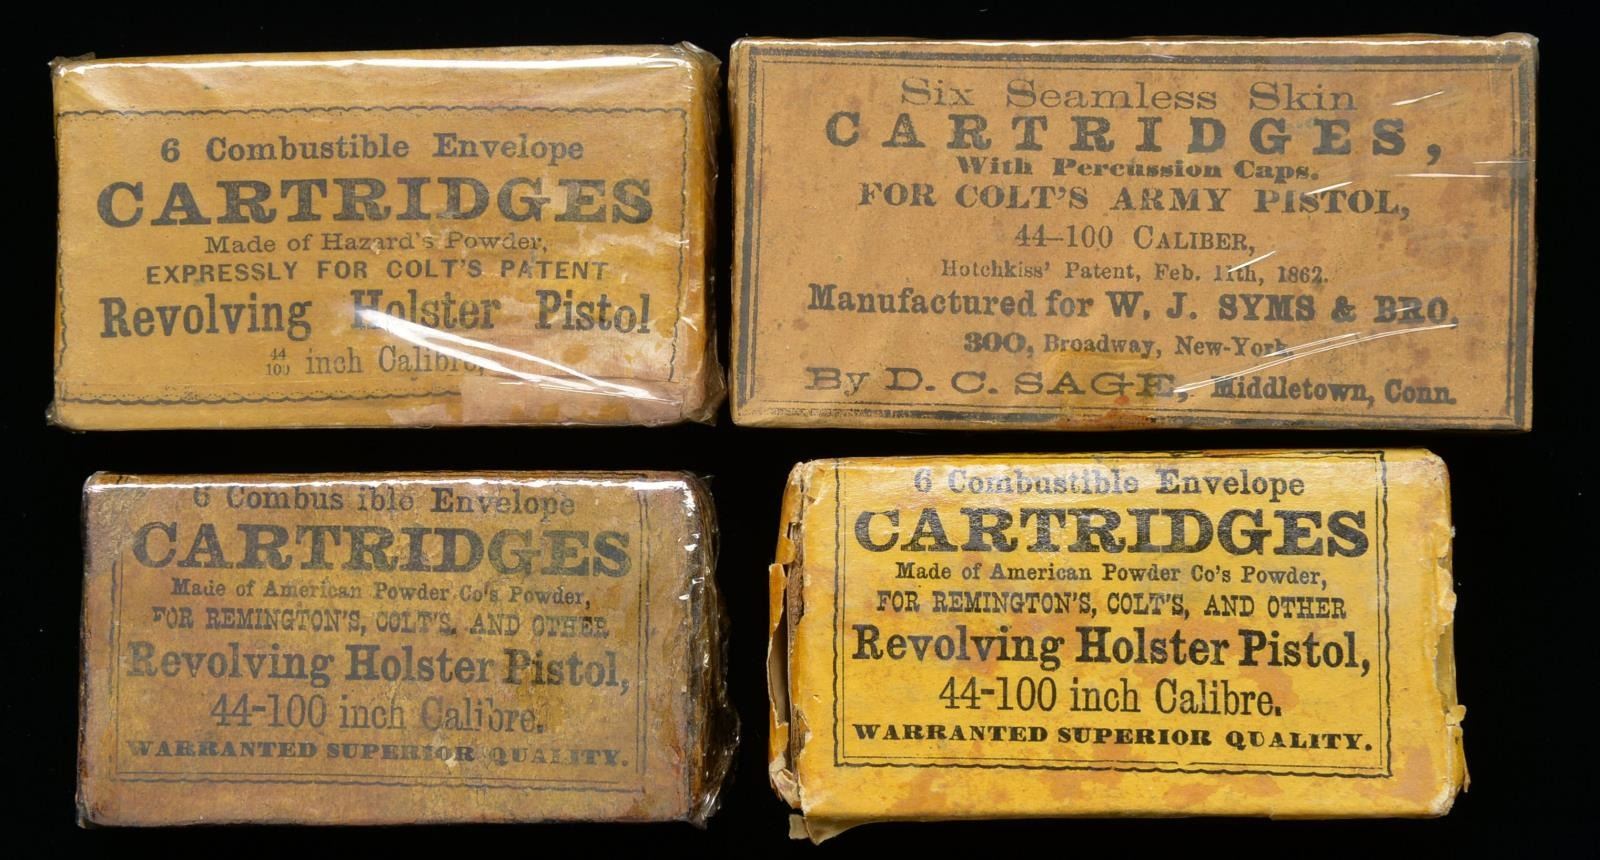 6 Combustible Envelope
CARTRIDGES
Made of Hazard's Powder,
EXPRESSLY FOR COLT'S PATENT
Revolving Holster Pistol
44/100 inch Calibre,
Six Seamless Skin
CARTRIDGES,
With Percussion Caps.
FOR COLT'S ARMY PISTOL,
44-100 CALIBER,
Hotchkiss' Patent, Feb. 11th, 1862.
Manufactured for W. J. SYMS & BRO.
300, Broadway, New-York.
By D. C. SAGE, Middletown, Conn.
6 Combus ible Envelope
CARTRIDGES
Made of American Powder Co's Powder,
FOR REMINGTON'S, COLT'S, AND OTHER
Revolving Holster Pistol,
44-100 inch Calibre.
WARRANTED SUPERIOR QUALITY.
6 Combustible Envelope
CARTRIDGES
Made of American Powder Co's Powder,
FOR REMINGTON'S, COLT'S, AND OTHER
Revolving Holster Pistol,
44-100 inch Calibre.
WARRANTED SUPERIOR QUALITY.